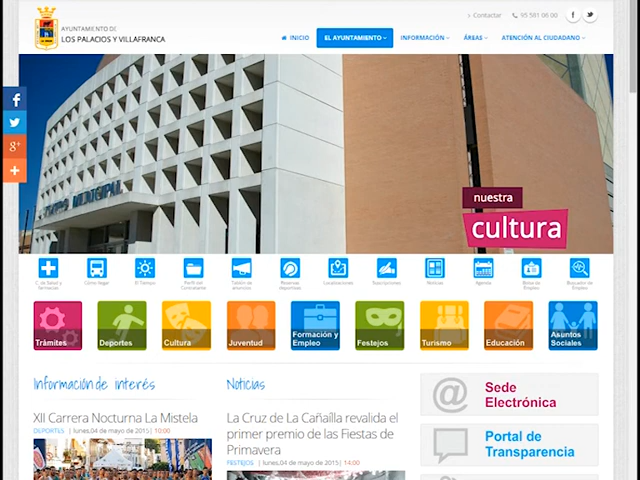 Contactar
95 581 06 00
AYUNTAMIENTO DE
LOS PALACIOS Y VILLAFRANCA
INICIO
EL AYUNTAMIENTO
INFORMACIÓN
ÁREAS
ATENCIÓN AL CIUDADANO
TEATRO MUNICIPAL
nuestra
cultura
C. de Salud y farmacias
Cómo llegar
El Tiempo
Perfil del Contratante
Tablón de anuncios
Reservas deportivas
Localizaciones
Suscripciones
Noticias
Agenda
Bolsa de Empleo
Buscador de Empleo
Trámites
Deportes
Cultura
Juventud
Formación y Empleo
Festejos
Turismo
Educación
Asuntos Sociales
Información de interés
XII Carrera Nocturna La Mistela
DEPORTES | lunes,04 de mayo de 2015| 10:00
Noticias
La Cruz de La Cañailla revalida el
primer premio de las Fiestas de
Primavera
FESTEJOS | lunes,04 de mayo de 2015| 14:00
Sede
Electrónica
Portal de
Transparencia